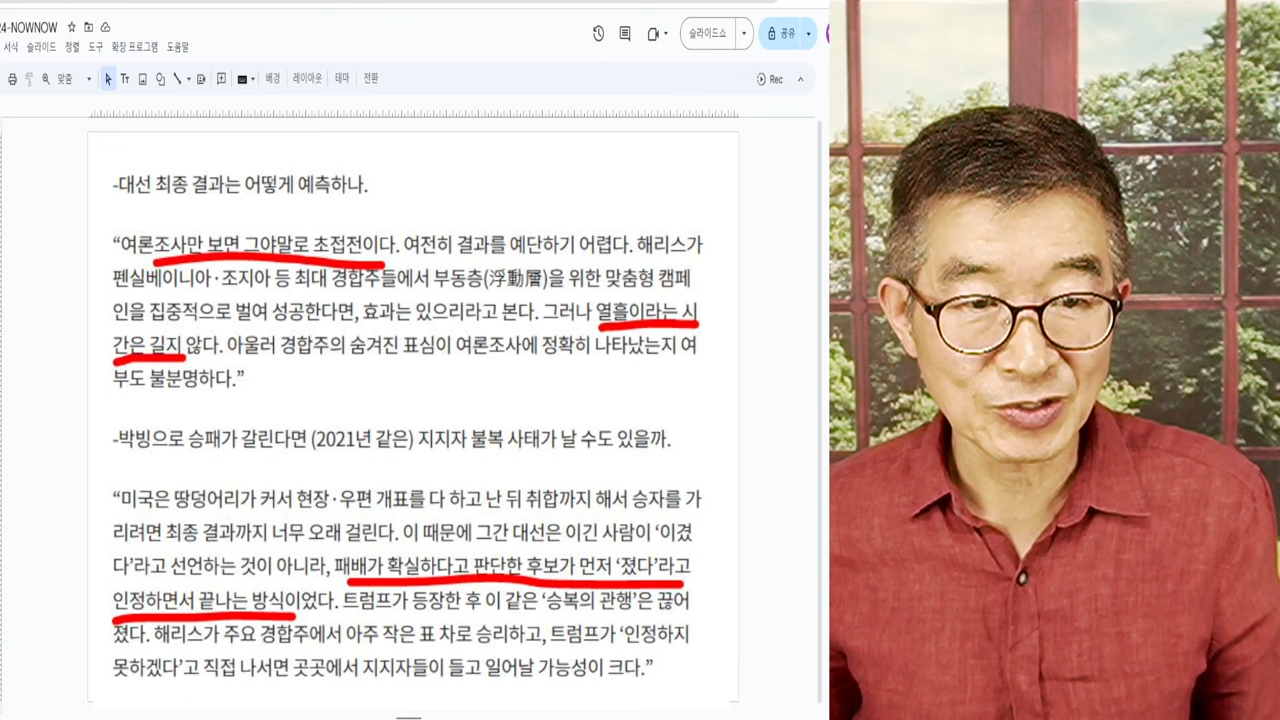 24-NOWNOW
서식 슬라이드 정렬 도구 확장 프로그램 도움말
슬라이드쇼
공유
맞춤
Tт
배경
레이아웃
테마
전환
Rec
-대선 최종 결과는 어떻게 예측하나.
“여론조사만 보면 그야말로 초접전이다. 여전히 결과를 예단하기 어렵다. 해리스가
펜실베이니아·조지아 등 최대 경합주들에서 부동층(浮動層)을 위한 맞춤형 캠페
인을 집중적으로 벌여 성공한다면, 효과는 있으리라고 본다. 그러나 열흘이라는 시
간은 길지 않다. 아울러 경합주의 숨겨진 표심이 여론조사에 정확히 나타났는지 여
부도 불분명하다.”
-박빙으로 승패가 갈린다면 (2021년 같은) 지지자 불복 사태가 날 수도 있을까.
“미국은 땅덩어리가 커서 현장·우편 개표를 다 하고 난 뒤 취합까지 해서 승자를 가
리려면 최종 결과까지 너무 오래 걸린다. 이 때문에 그간 대선은 이긴 사람이 ‘이겼
다’라고 선언하는 것이 아니라, 패배가 확실하다고 판단한 후보가 먼저 ‘졌다’라고
인정하면서 끝나는 방식이었다. 트럼프가 등장한 후 이 같은 ‘승복의 관행’은 끊어
졌다. 해리스가 주요 경합주에서 아주 작은 표 차로 승리하고, 트럼프가 ‘인정하지
못하겠다’고 직접 나서면 곳곳에서 지지자들이 들고 일어날 가능성이 크다.”